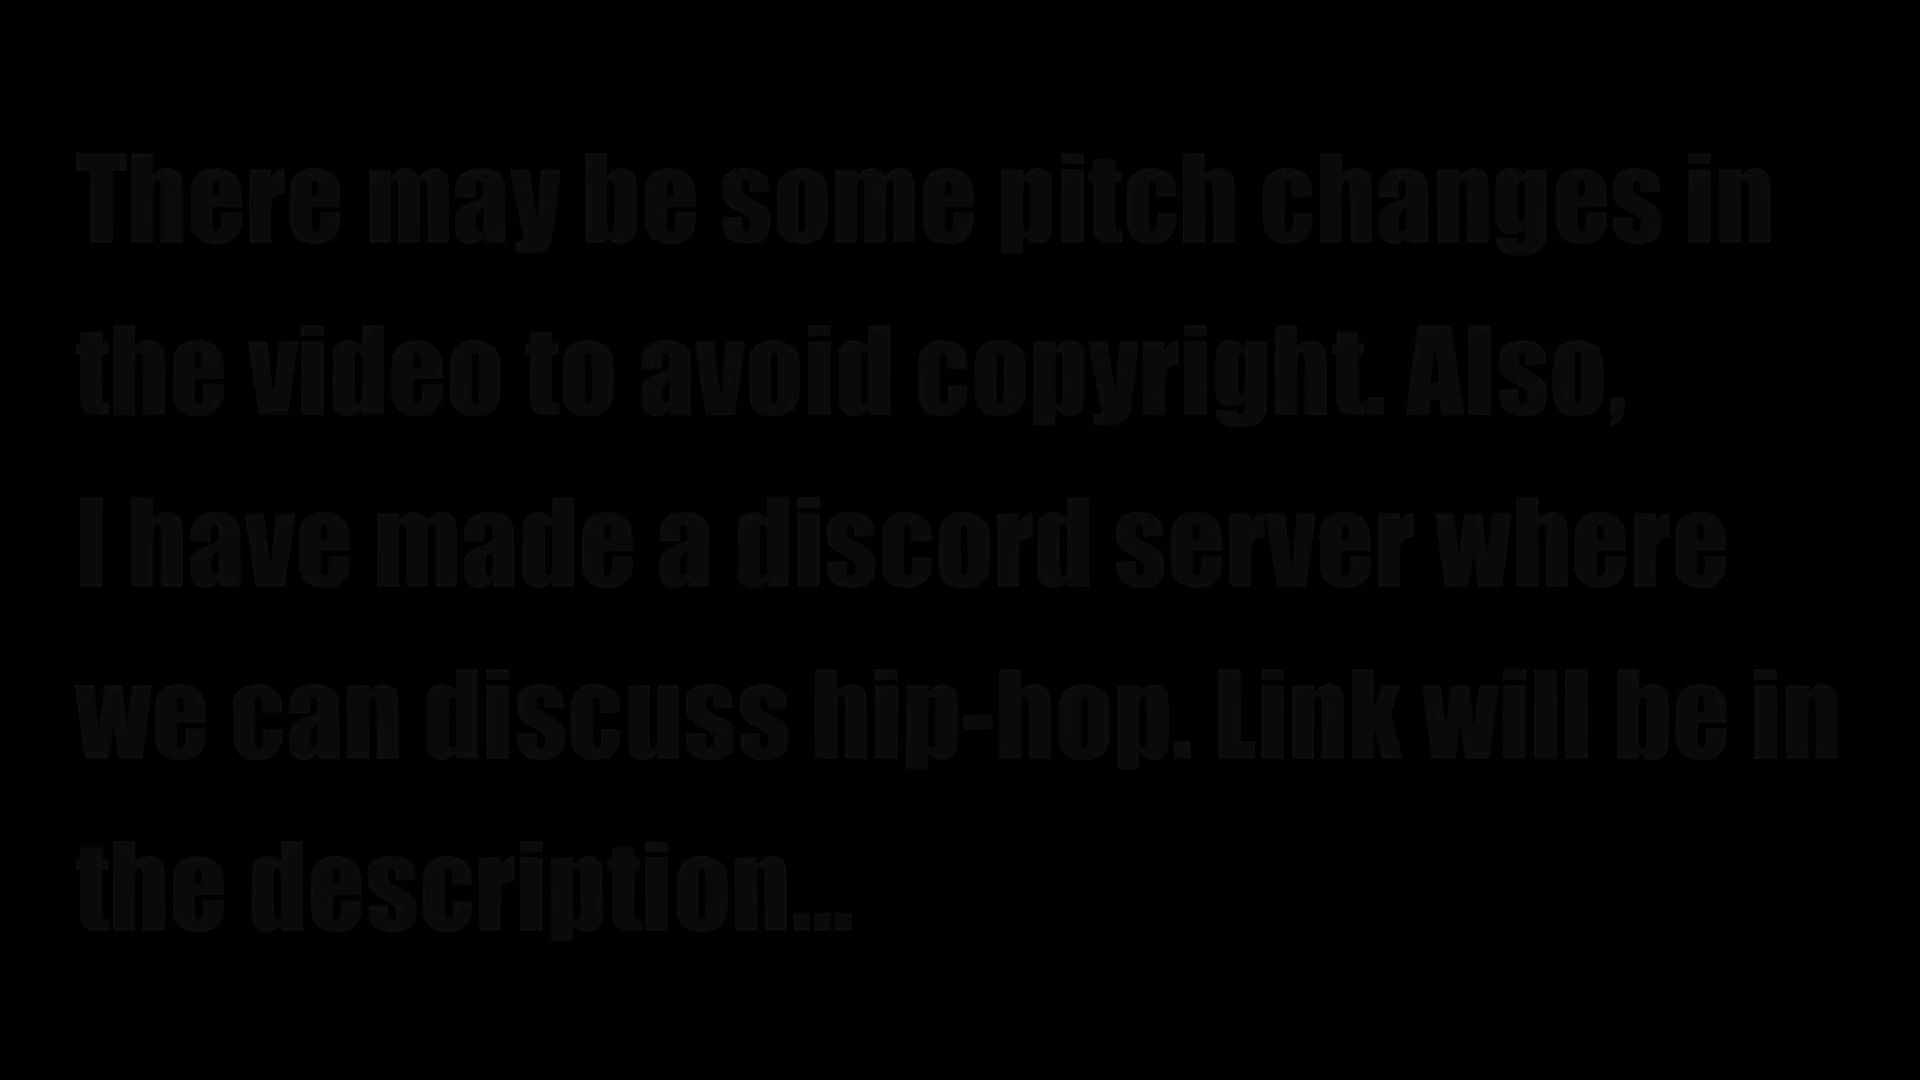 There may be some pitch changes in
the video to avoid copyright. Also,
I have made a discord server where
we can discuss hip-hop. Link will be in
the description...